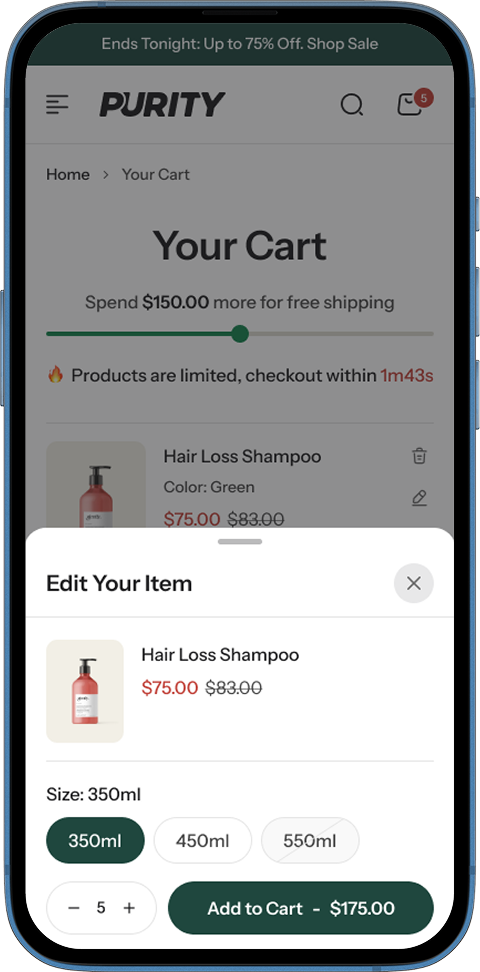 Ends Tonight: Up to 75% Off. Shop Sale
PURITY
5
Home > Your Cart
Your Cart
Spend $150.00 more for free shipping
🔥 Products are limited, checkout within 1m43s
Hair Loss Shampoo
Color: Green
$75.00 $83.00
Edit Your Item
Hair Loss Shampoo
$75.00 $83.00
Size: 350ml
350ml 450ml 550ml
− 5 + Add to Cart - $175.00